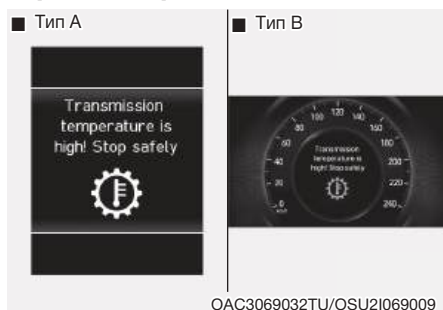 ■ Тип A
Transmission
temperature is
high! Stop safely
■ Тип B
0
20
40
60
80
100
120
140
160
180
200
220
240
Transmission
temperature is
high! Stop safely
OAC3069032TU/OSU2I069009